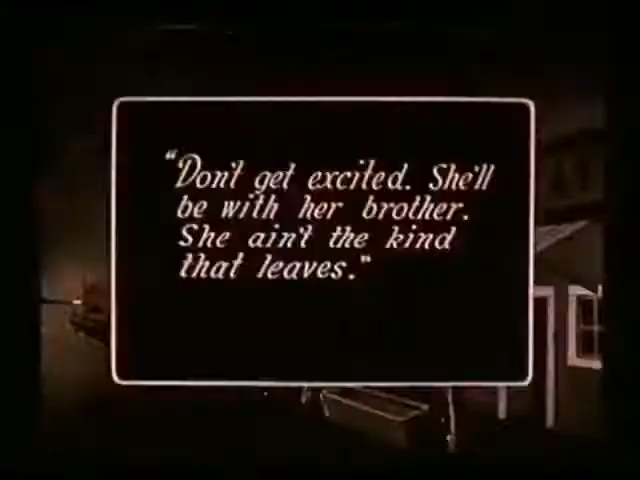 "Don't get excited. She'll
be with her brother.
She ain't the kind
that leaves."